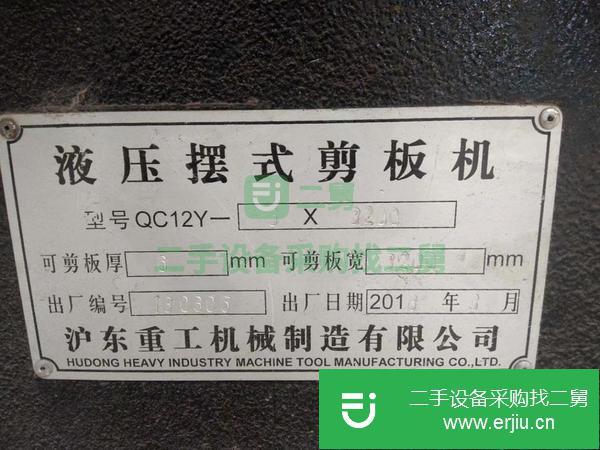 液压摆式剪板机
型号QC12Y— X
二舅
可剪板厚 mm 可剪板宽 mm
二手设备采购找二舅
出厂编号 出厂日期 201 年 月
沪东重工机械制造有限公司
HUDONG HEAVY INDUSTRY MACHINE TOOL MANUFACTURING CO.,LTD.
二手设备采购找二舅
www.erjiu.cn